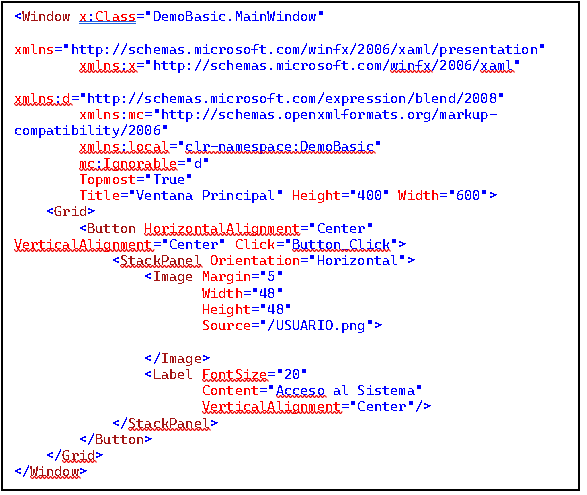 <Window x:Class="DemoBasic.MainWindow"
xmlns="http://schemas.microsoft.com/winfx/2006/xaml/presentation"
xmlns:x="http://schemas.microsoft.com/winfx/2006/xaml"
xmlns:d="http://schemas.microsoft.com/expression/blend/2008"
xmlns:mc="http://schemas.openxmlformats.org/markup-
compatibility/2006"
xmlns:local="clr-namespace:DemoBasic"
mc:Ignorable="d"
Topmost="True"
Title="Ventana Principal" Height="400" Width="600">
<Grid>
<Button HorizontalAlignment="Center"
VerticalAlignment="Center" Click="Button_Click">
<StackPanel Orientation="Horizontal">
<Image Margin="5"
Width="48"
Height="48"
Source="/USUARIO.png">
</Image>
<Label FontSize="20"
Content="Acceso al Sistema"
VerticalAlignment="Center"/>
</StackPanel>
</Button>
</Grid>
</Window>